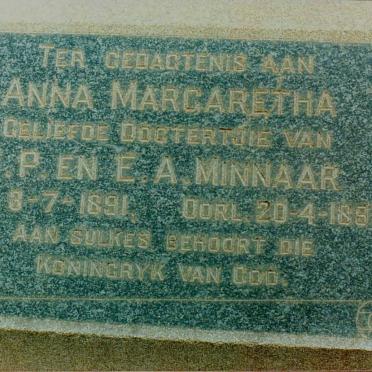 TER GEDAGTENIS AAN
ANNA MARGARETHA
GELIEFDE DOGTERTJIE VAN
.P. EN E.A. MINNAAR
8-7-1891. OORL. 20-4-189
AAN SULKES BEHOORT DIE
KONINGRYK VAN GOD.